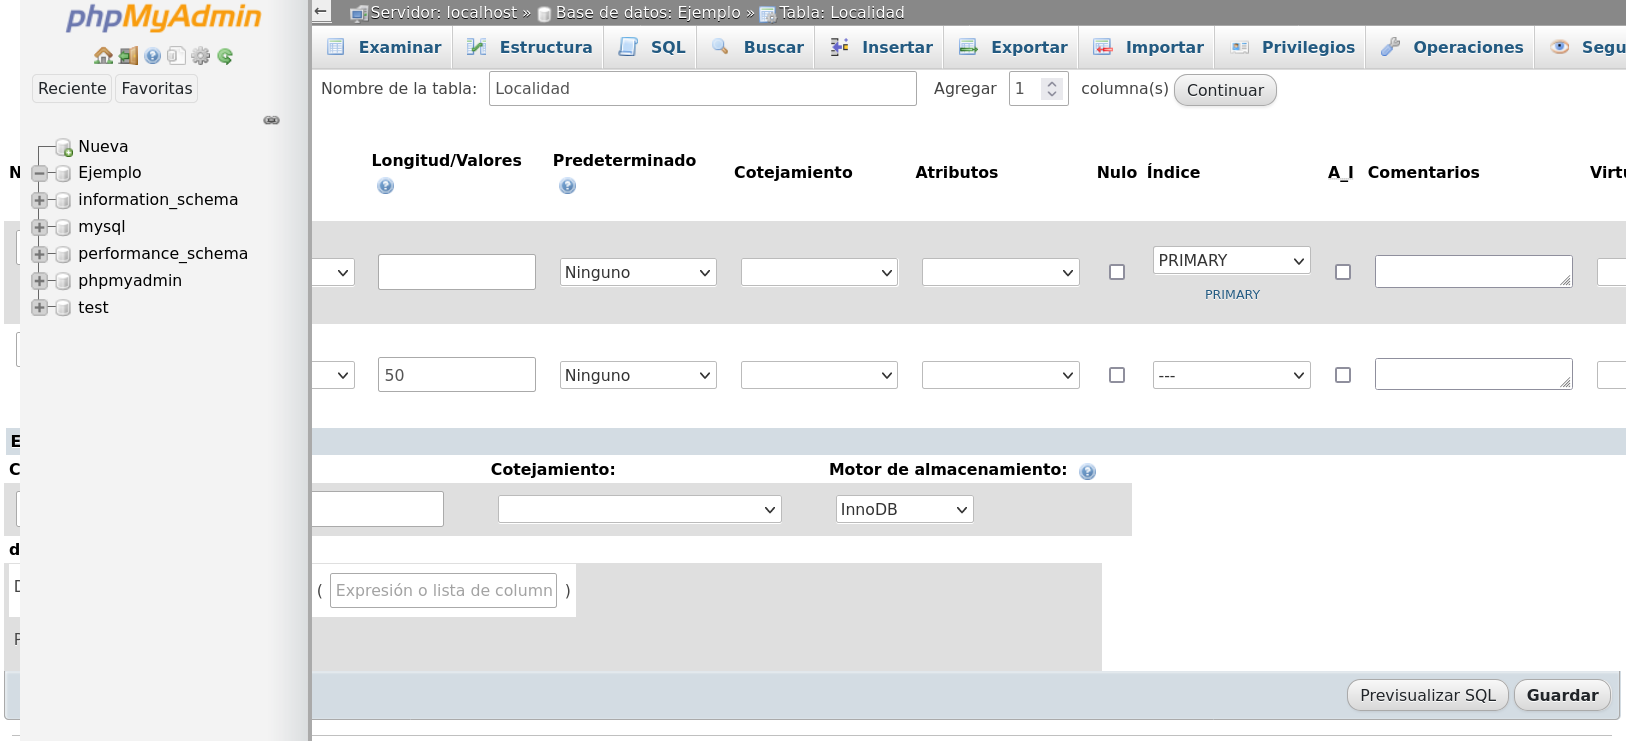 phpMyAdmin
Reciente Favoritas
Nueva
Ejemplo
information_schema
mysql
performance_schema
phpmyadmin
test
← Servidor: localhost » Base de datos: Ejemplo » Tabla: Localidad
Examinar Estructura SQL Buscar Insertar Exportar Importar Privilegios Operaciones Segu
Nombre de la tabla: Localidad Agregar 1 columna(s) Continuar
N Longitud/Valores Predeterminado Cotejamiento Atributos Nulo Índice A_I Comentarios Virtu
Ninguno PRIMARY
PRIMARY
50 Ninguno ---
E
C Cotejamiento: Motor de almacenamiento:
InnoDB
d
( Expresión o lista de column )
Previsualizar SQL Guardar